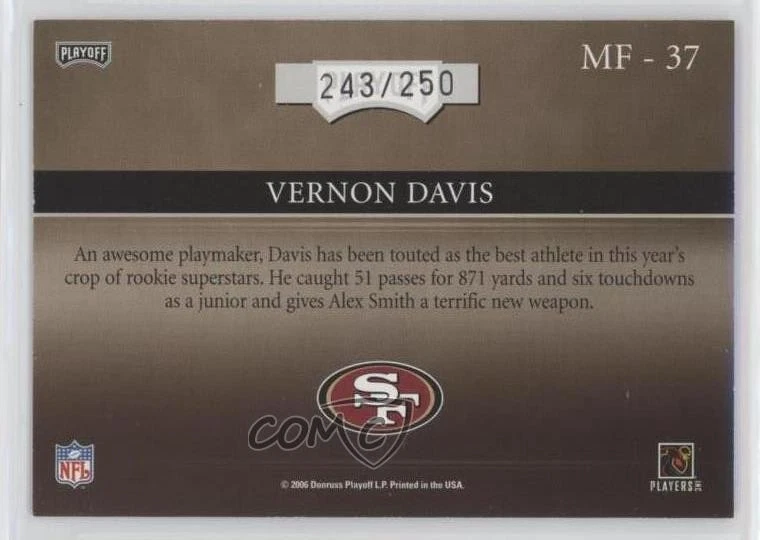 PLAYOFF
243/250
MF - 37
VERNON DAVIS
An awesome playmaker, Davis has been touted as the best athlete in this year's
crop of rookie superstars. He caught 51 passes for 871 yards and six touchdowns
as a junior and gives Alex Smith a terrific new weapon.
SF
COMC
NFL
© 2006 Donruss Playoff L.P. Printed in the USA.
PLAYERS INC